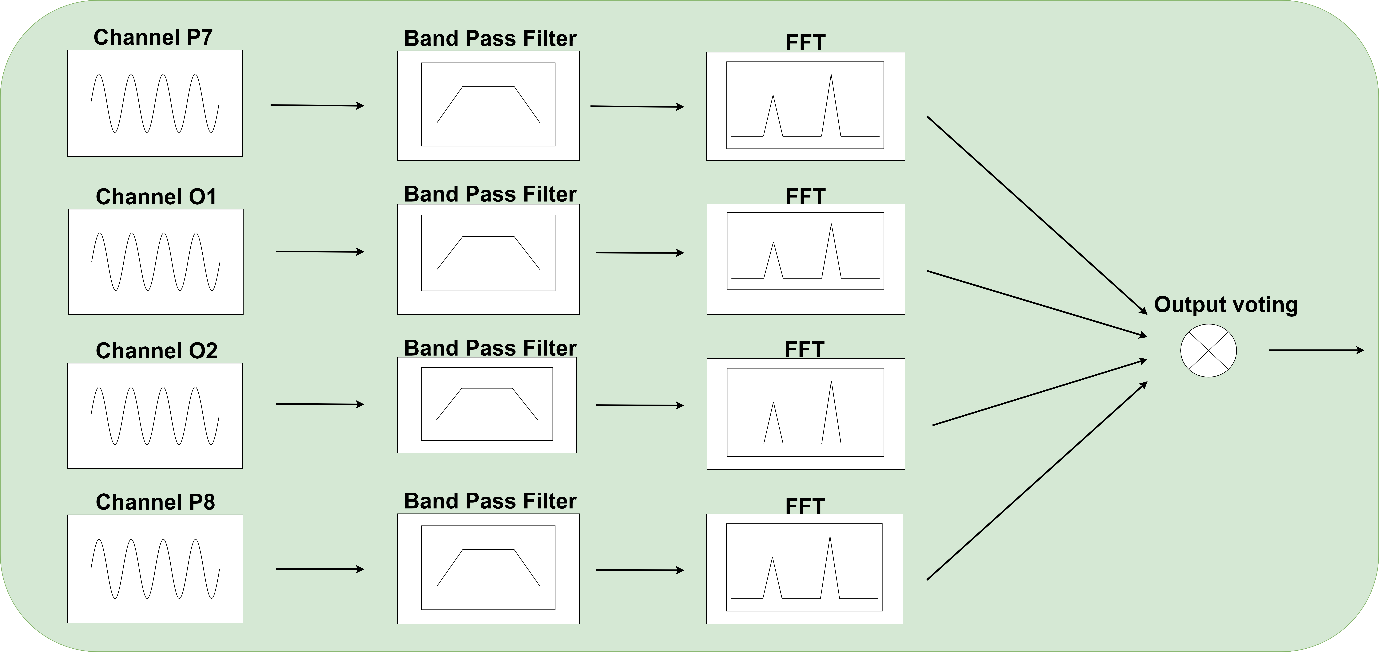 Channel P7
Band Pass Filter
FFT
Channel O1
Band Pass Filter
FFT
Output voting
Channel O2
Band Pass Filter
FFT
Channel P8
Band Pass Filter
FFT